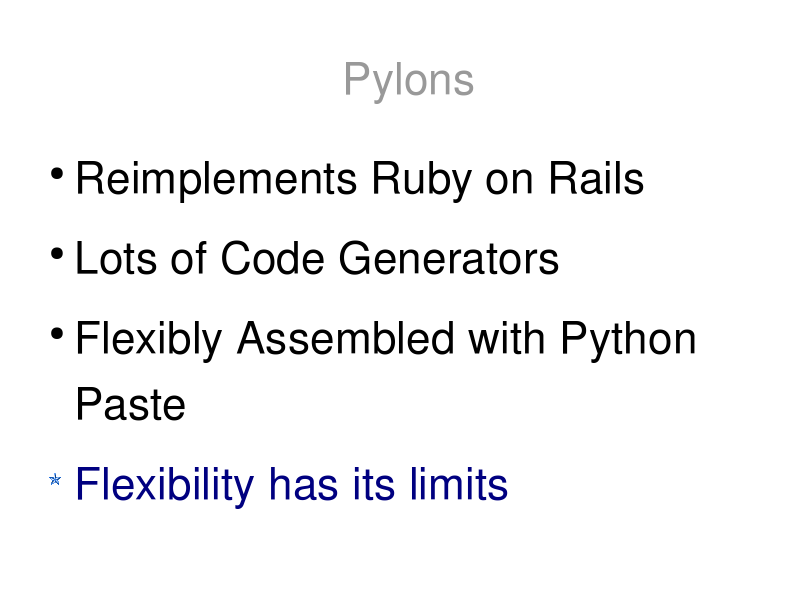 Pylons
• Reimplements Ruby on Rails
• Lots of Code Generators
• Flexibly Assembled with Python
Paste
* Flexibility has its limits